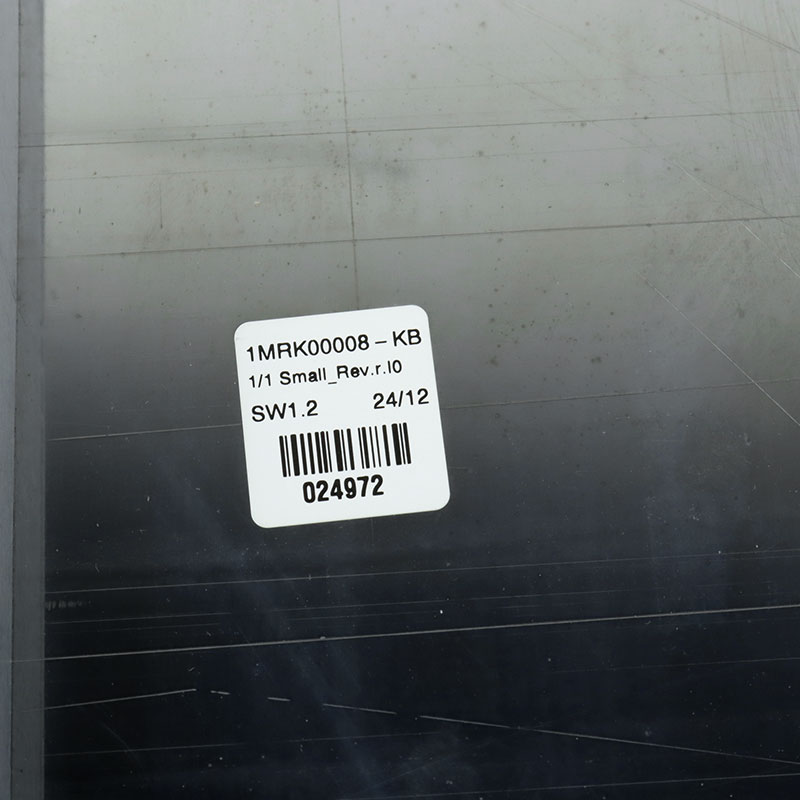 1MRK00008 – KB
1/1 Small_Rev.r.I0
SW1.2 24/12
024972